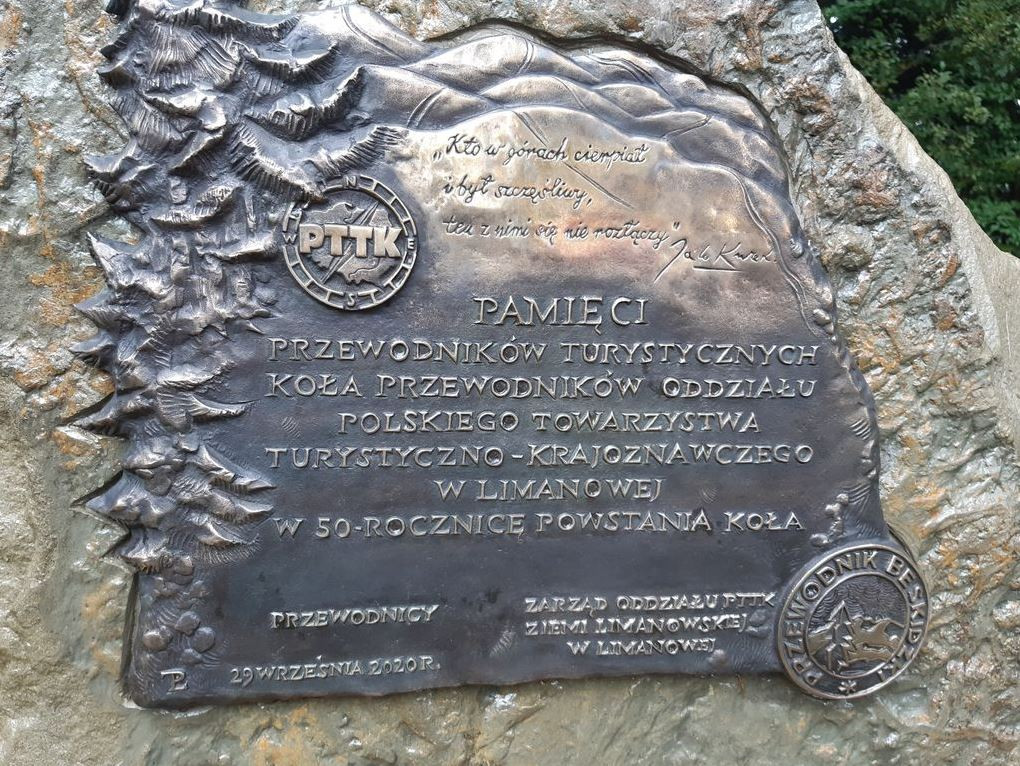 „Kto w górach cierpiał
i był szczęśliwy,
ten z nimi się nie rozłączy”
PTTK
N
E
S
W
PAMIĘCI
PRZEWODNIKÓW TURYSTYCZNYCH
KOŁA PRZEWODNIKÓW ODDZIAŁU
POLSKIEGO TOWARZYSTWA
TURYSTYCZNO-KRAJOZNAWCZEGO
W LIMANOWEJ
W 50-ROCZNICĘ POWSTANIA KOŁA
PRZEWODNICY
29 WRZEŚNIA 2020 R.
ZARZĄD ODDZIAŁU PTTK
ZIEMI LIMANOWSKIEJ
W LIMANOWEJ
PRZEWODNIK BESKIDZKI